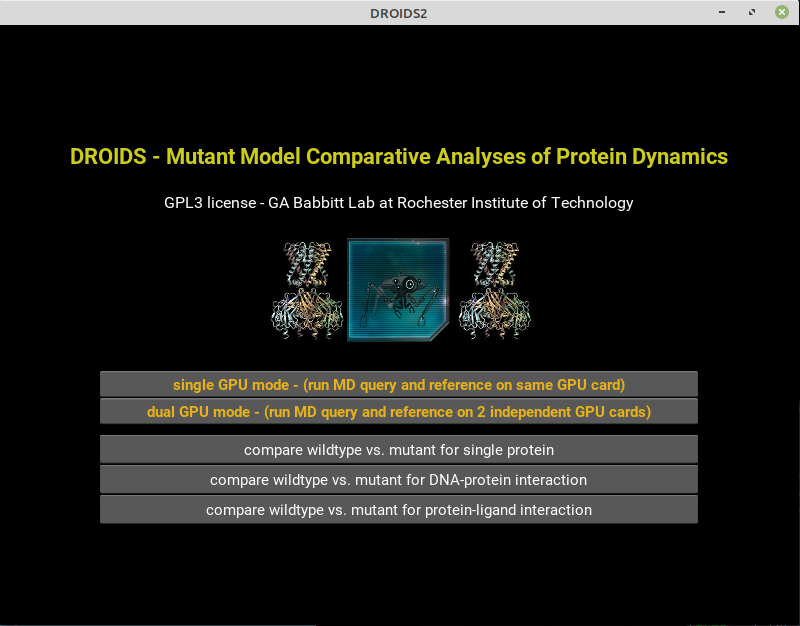 DROIDS2
DROIDS - Mutant Model Comparative Analyses of Protein Dynamics
GPL3 license - GA Babbitt Lab at Rochester Institute of Technology
single GPU mode - (run MD query and reference on same GPU card)
dual GPU mode - (run MD query and reference on 2 independent GPU cards)
compare wildtype vs. mutant for single protein
compare wildtype vs. mutant for DNA-protein interaction
compare wildtype vs. mutant for protein-ligand interaction